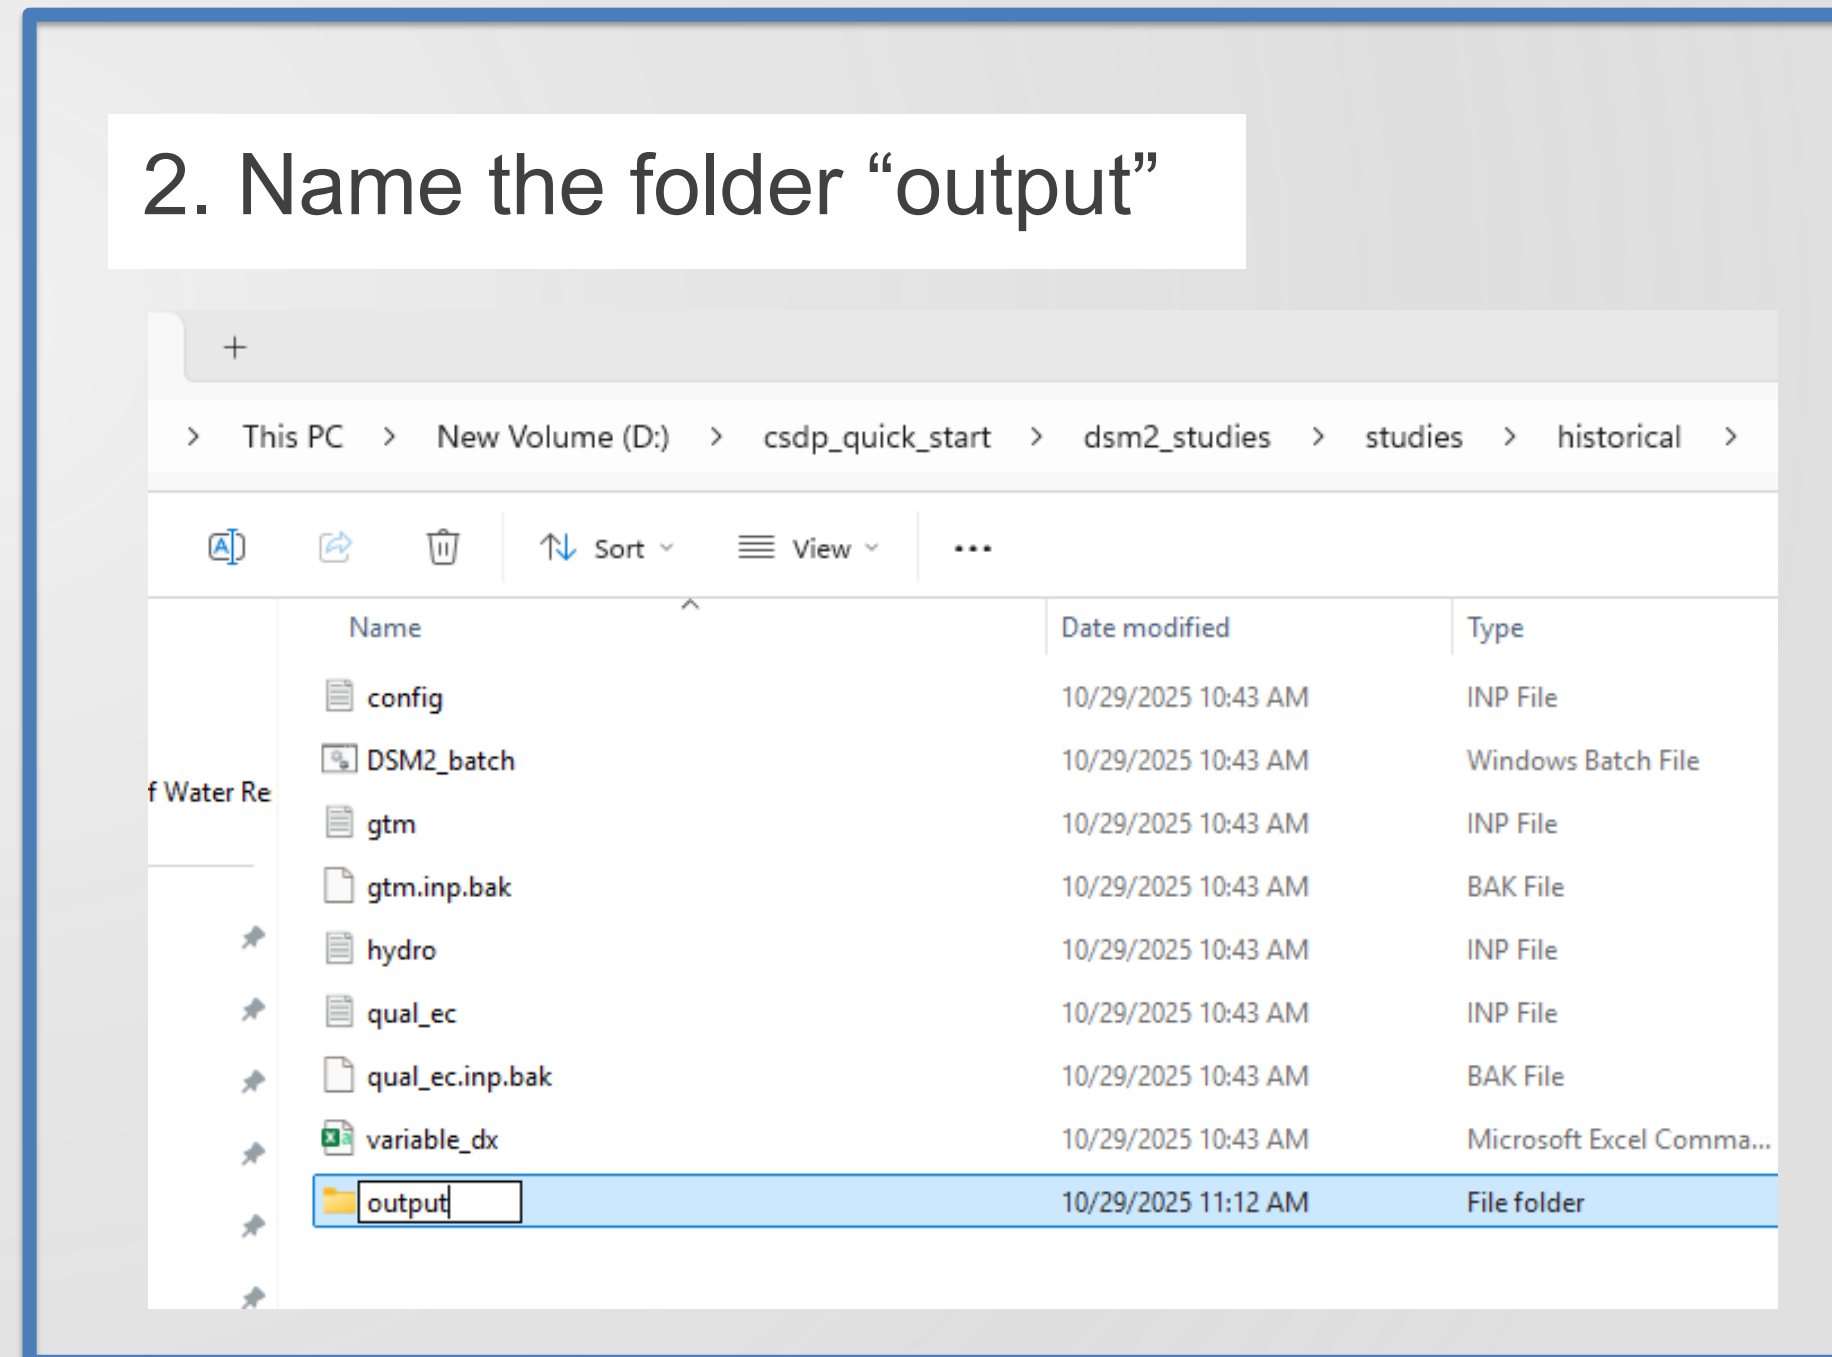 2. Name the folder “output”
+
> This PC > New Volume (D:) > csdp_quick_start > dsm2_studies > studies > historical >
Sort View ...
Name Date modified Type
config 10/29/2025 10:43 AM INP File
DSM2_batch 10/29/2025 10:43 AM Windows Batch File
f Water Re
gtm 10/29/2025 10:43 AM INP File
gtm.inp.bak 10/29/2025 10:43 AM BAK File
hydro 10/29/2025 10:43 AM INP File
qual_ec 10/29/2025 10:43 AM INP File
qual_ec.inp.bak 10/29/2025 10:43 AM BAK File
variable_dx 10/29/2025 10:43 AM Microsoft Excel Comma...
output 10/29/2025 11:12 AM File folder